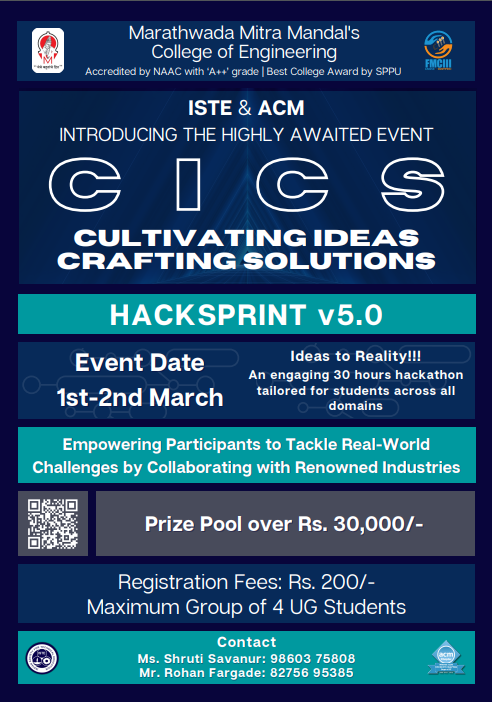 Marathwada Mitra Mandal's
College of Engineering
Accredited by NAAC with 'A++' grade | Best College Award by SPPU
FMCIII
ISTE & ACM
INTRODUCING THE HIGHLY AWAITED EVENT
CICS
CULTIVATING IDEAS
CRAFTING SOLUTIONS
HACKSPRINT v5.0
Event Date
1st-2nd March
Ideas to Reality!!!
An engaging 30 hours hackathon
tailored for students across all
domains
Empowering Participants to Tackle Real-World
Challenges by Collaborating with Renowned Industries
Prize Pool over Rs. 30,000/-
Registration Fees: Rs. 200/-
Maximum Group of 4 UG Students
Contact
Ms. Shruti Savanur: 98603 75808
Mr. Rohan Fargade: 82756 95385
acm